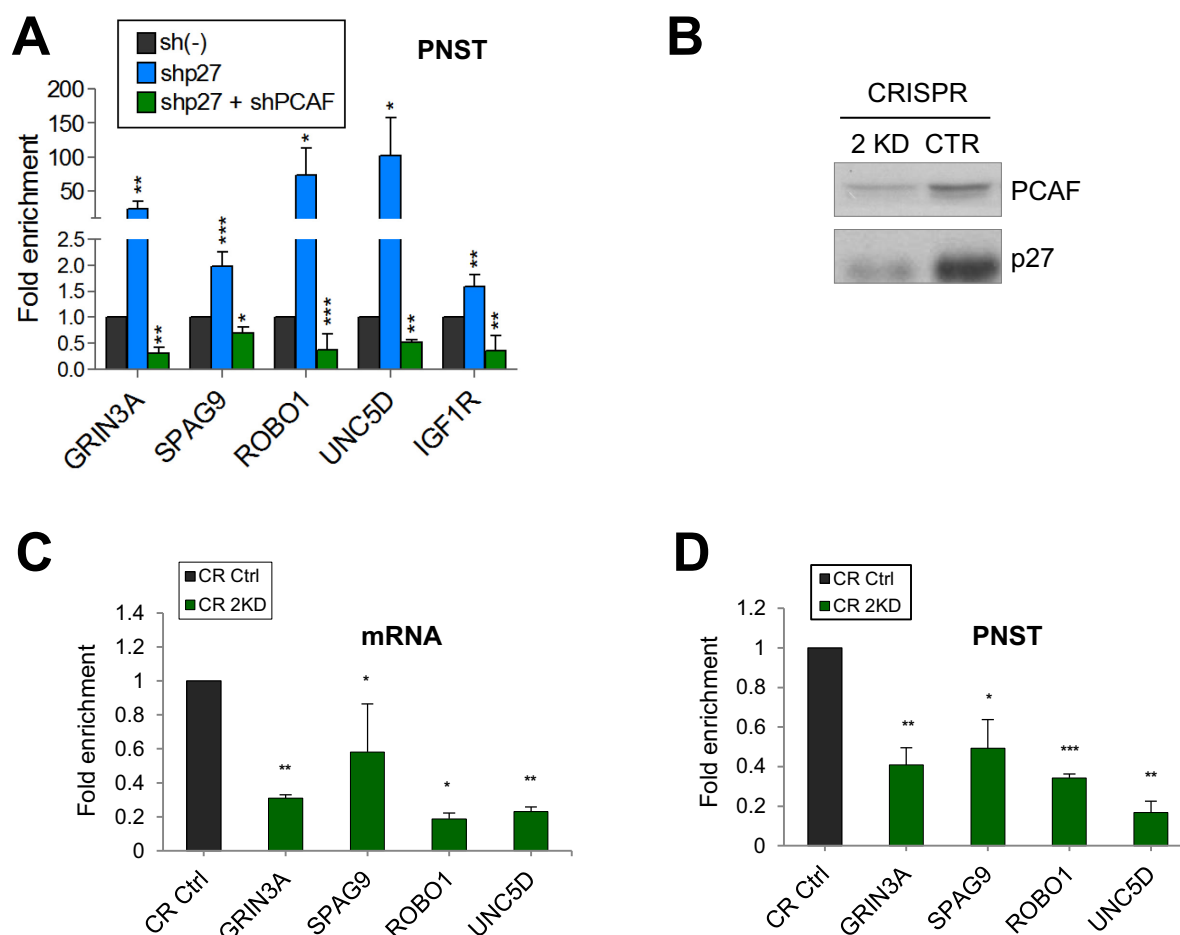 A
sh(-)
shp27
shp27 + shPCAF
PNST
Fold enrichment
200
150
100
50
2.5
2.0
1.5
1.0
0.5
0.0
** ** *** * * *** * ** ** **
GRIN3A SPAG9 ROBO1 UNC5D IGF1R
B
CRISPR
2 KD CTR
PCAF
p27
C
CR Ctrl
CR 2KD
mRNA
Fold enrichment
1.4
1.2
1
0.8
0.6
0.4
0.2
0
** * * **
CR Ctrl GRIN3A SPAG9 ROBO1 UNC5D
D
CR Ctrl
CR 2KD
PNST
Fold enrichment
1.2
1
0.8
0.6
0.4
0.2
0
** * *** **
CR Ctrl GRIN3A SPAG9 ROBO1 UNC5D